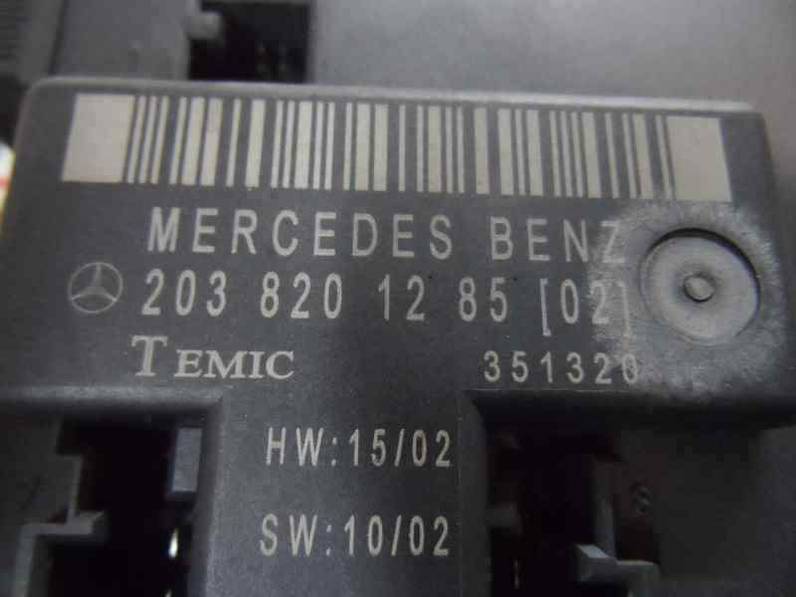 MERCEDES BENZ
203 820 12 85 [02]
TEMIC 351320
HW:15/02
SW:10/02